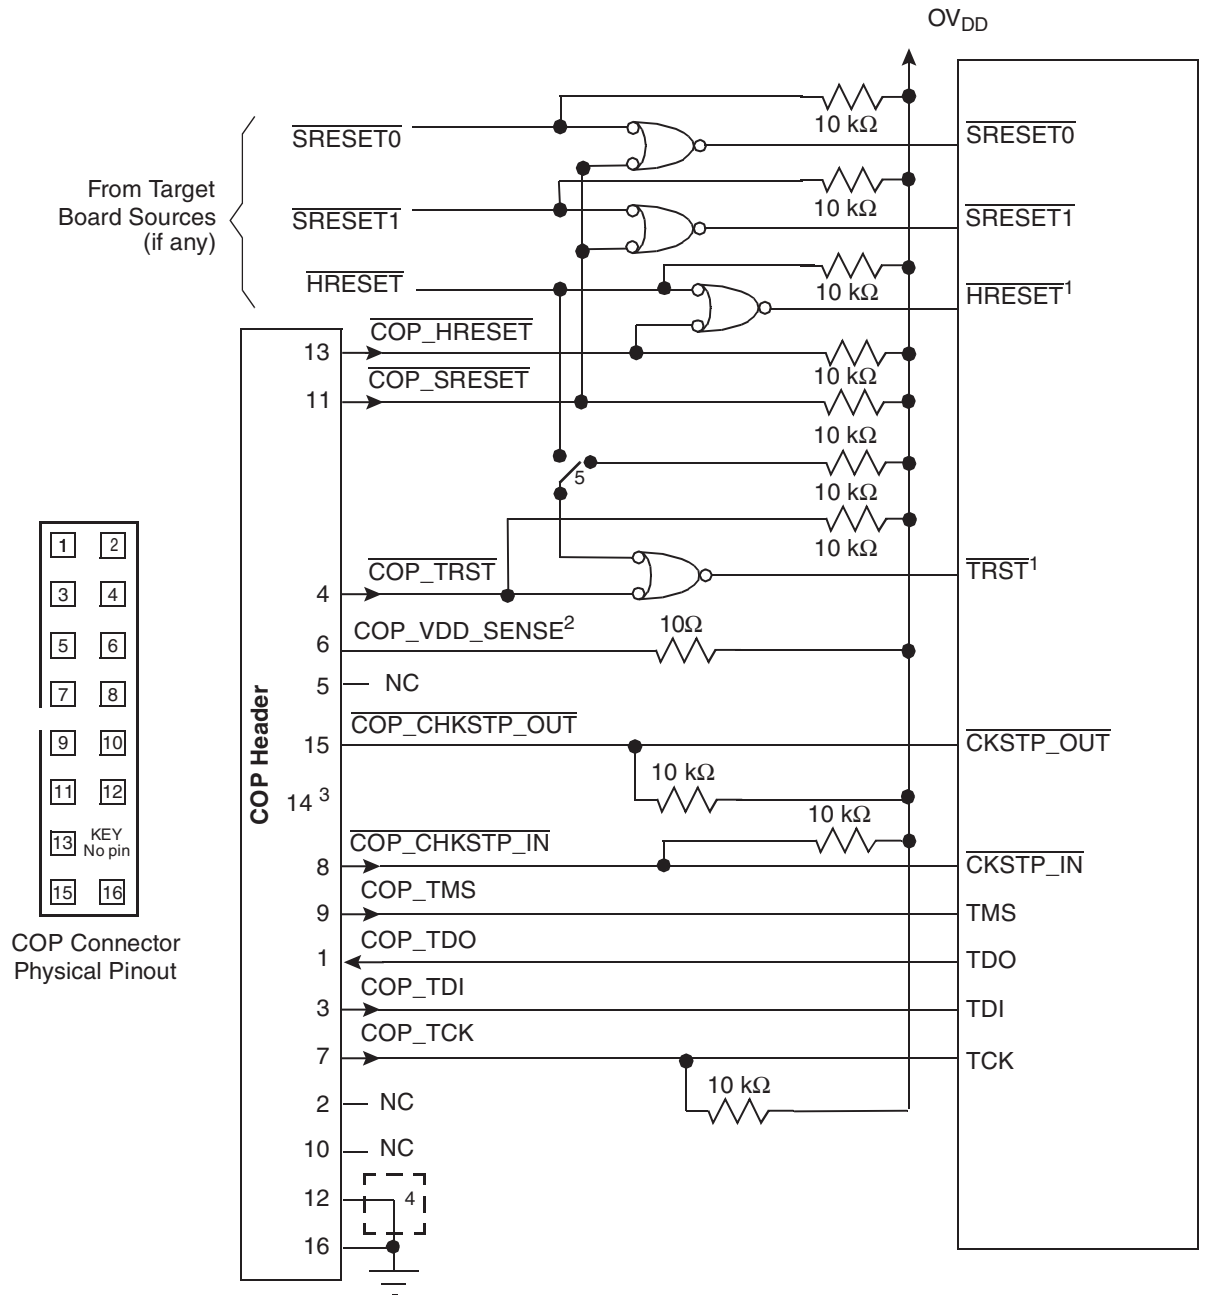 OVDD
10 kΩ
SRESET0
SRESET0
From Target
Board Sources
(if any)
10 kΩ
SRESET1
SRESET1
HRESET
10 kΩ
HRESET1
13
COP_HRESET
10 kΩ
11
COP_SRESET
10 kΩ
5
10 kΩ
10 kΩ
4
COP_TRST
TRST1
6
COP_VDD_SENSE2
10Ω
5
NC
15
COP_CHKSTP_OUT
CKSTP_OUT
10 kΩ
14 3
10 kΩ
8
COP_CHKSTP_IN
CKSTP_IN
9
COP_TMS
TMS
1
COP_TDO
TDO
3
COP_TDI
TDI
7
COP_TCK
TCK
10 kΩ
2
NC
10
NC
12
4
16
COP Header
1 2
3 4
5 6
7 8
9 10
11 12
13 KEY
No pin
15 16
COP Connector
Physical Pinout